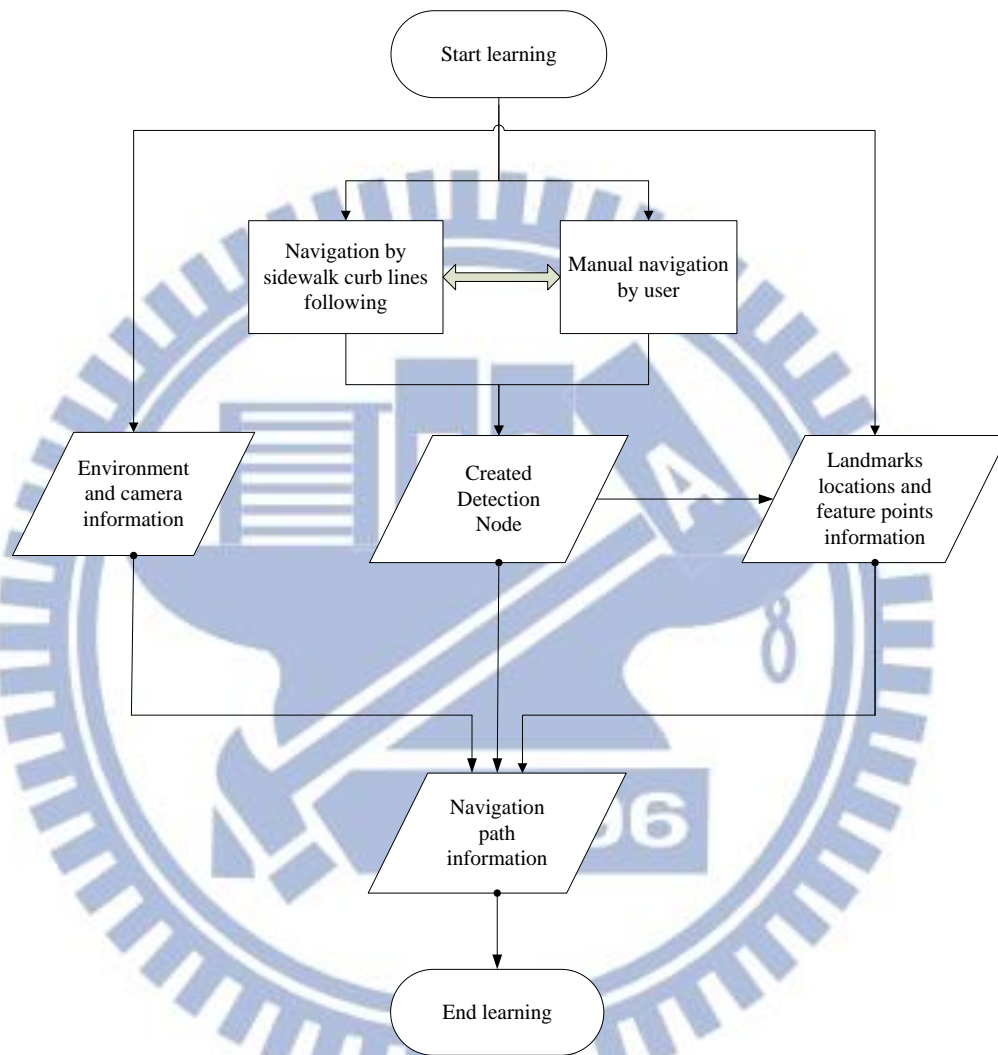 Start learning
Navigation by
sidewalk curb lines
following
Manual navigation
by user
Environment
and camera
information
Created
Detection
Node
Landmarks
locations and
feature points
information
Navigation
path
information
End learning